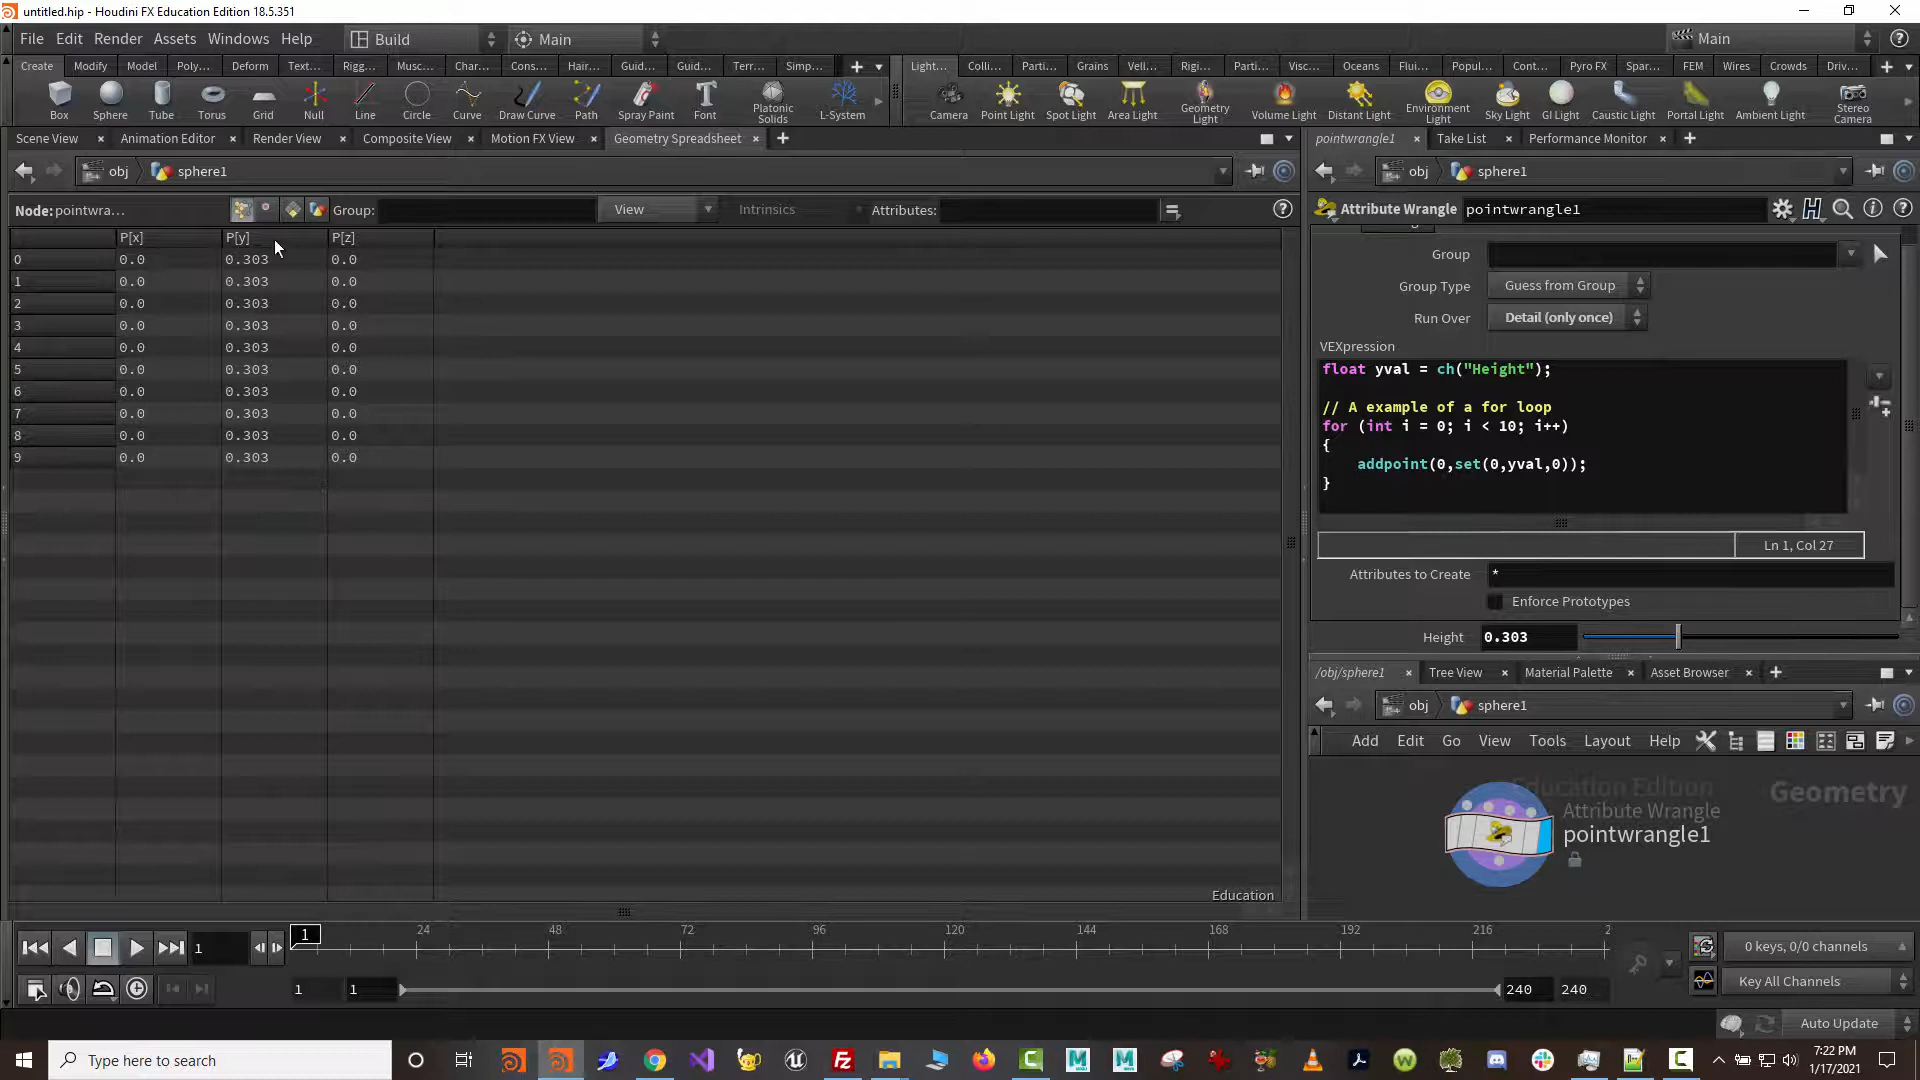 untitled.hip - Houdini FX Education Edition 18.5.351
File Edit Render Assets Windows Help Build Main Main
Create Modify Model Poly... Deform Text... Rigg... Musc... Char... Cons... Hair... Guid... Guid... Terr... Simp... Light... Colli... Parti... Grains Vell... Rigi... Parti... Visc... Oceans Flui... Popul... Cont... Pyro FX Spar... FEM Wires Crowds Driv...
Box Sphere Tube Torus Grid Null Line Circle Curve Draw Curve Path Spray Paint Font Platonic Solids L-System Camera Point Light Spot Light Area Light Geometry Light Volume Light Distant Light Environment Light Sky Light GI Light Caustic Light Portal Light Ambient Light Stereo Camera
Scene View Animation Editor Render View Composite View Motion FX View Geometry Spreadsheet pointwrangle1 Take List Performance Monitor
obj sphere1 obj sphere1
Node: pointwra... Group: View Intrinsics Attributes:
P[x] P[y] P[z]
0 0.0 0.303 0.0
1 0.0 0.303 0.0
2 0.0 0.303 0.0
3 0.0 0.303 0.0
4 0.0 0.303 0.0
5 0.0 0.303 0.0
6 0.0 0.303 0.0
7 0.0 0.303 0.0
8 0.0 0.303 0.0
9 0.0 0.303 0.0
Education
Attribute Wrangle pointwrangle1
Group
Group Type Guess from Group
Run Over Detail (only once)
VEXpression
float yval = ch("Height");
// A example of a for loop
for (int i = 0; i < 10; i++)
{
addpoint(0,set(0,yval,0));
}
Ln 1, Col 27
Attributes to Create *
Enforce Prototypes
Height 0.303
/obj/sphere1 Tree View Material Palette Asset Browser
obj sphere1
Add Edit Go View Tools Layout Help
Education Edition Geometry
Attribute Wrangle
pointwrangle1
1 1 24 48 72 96 120 144 168 192 216 2
0 keys, 0/0 channels
1 1 240 240 Key All Channels
Auto Update
Type here to search
7:22 PM
1/17/2021